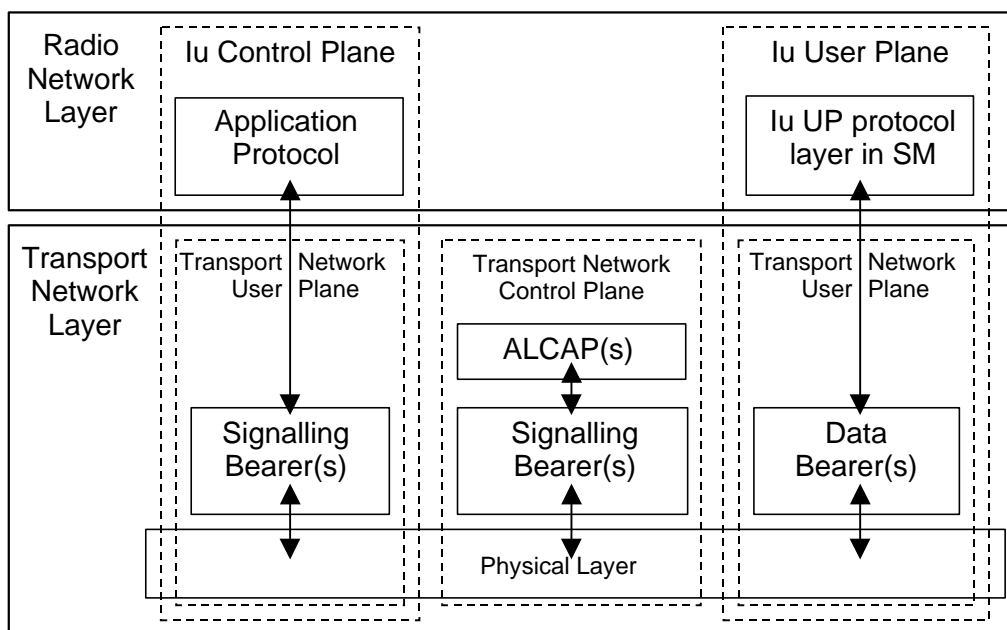 Radio
Network
Layer
Iu Control Plane
Application
Protocol
Iu User Plane
Iu UP protocol
layer in SM
Transport
Network
Layer
Transport Network
User Plane
Signalling
Bearer(s)
Transport Network
Control Plane
ALCAP(s)
Signalling
Bearer(s)
Transport Network
User Plane
Data
Bearer(s)
Physical Layer